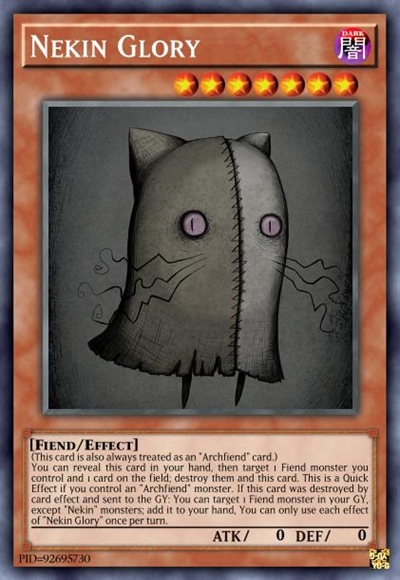 NEKIN GLORY
DARK
闇
[FIEND/EFFECT]
(This card is also always treated as an "Archfiend" card.)
You can reveal this card in your hand, then target 1 Fiend monster you
control and 1 card on the field; destroy them and this card. This is a Quick
Effect if you control an "Archfiend" monster. If this card was destroyed by
card effect and sent to the GY: You can target 1 Fiend monster in your GY,
except "Nekin" monsters; add it to your hand, You can only use each effect
of "Nekin Glory" once per turn.
ATK/ 0 DEF/ 0
PID=92695730